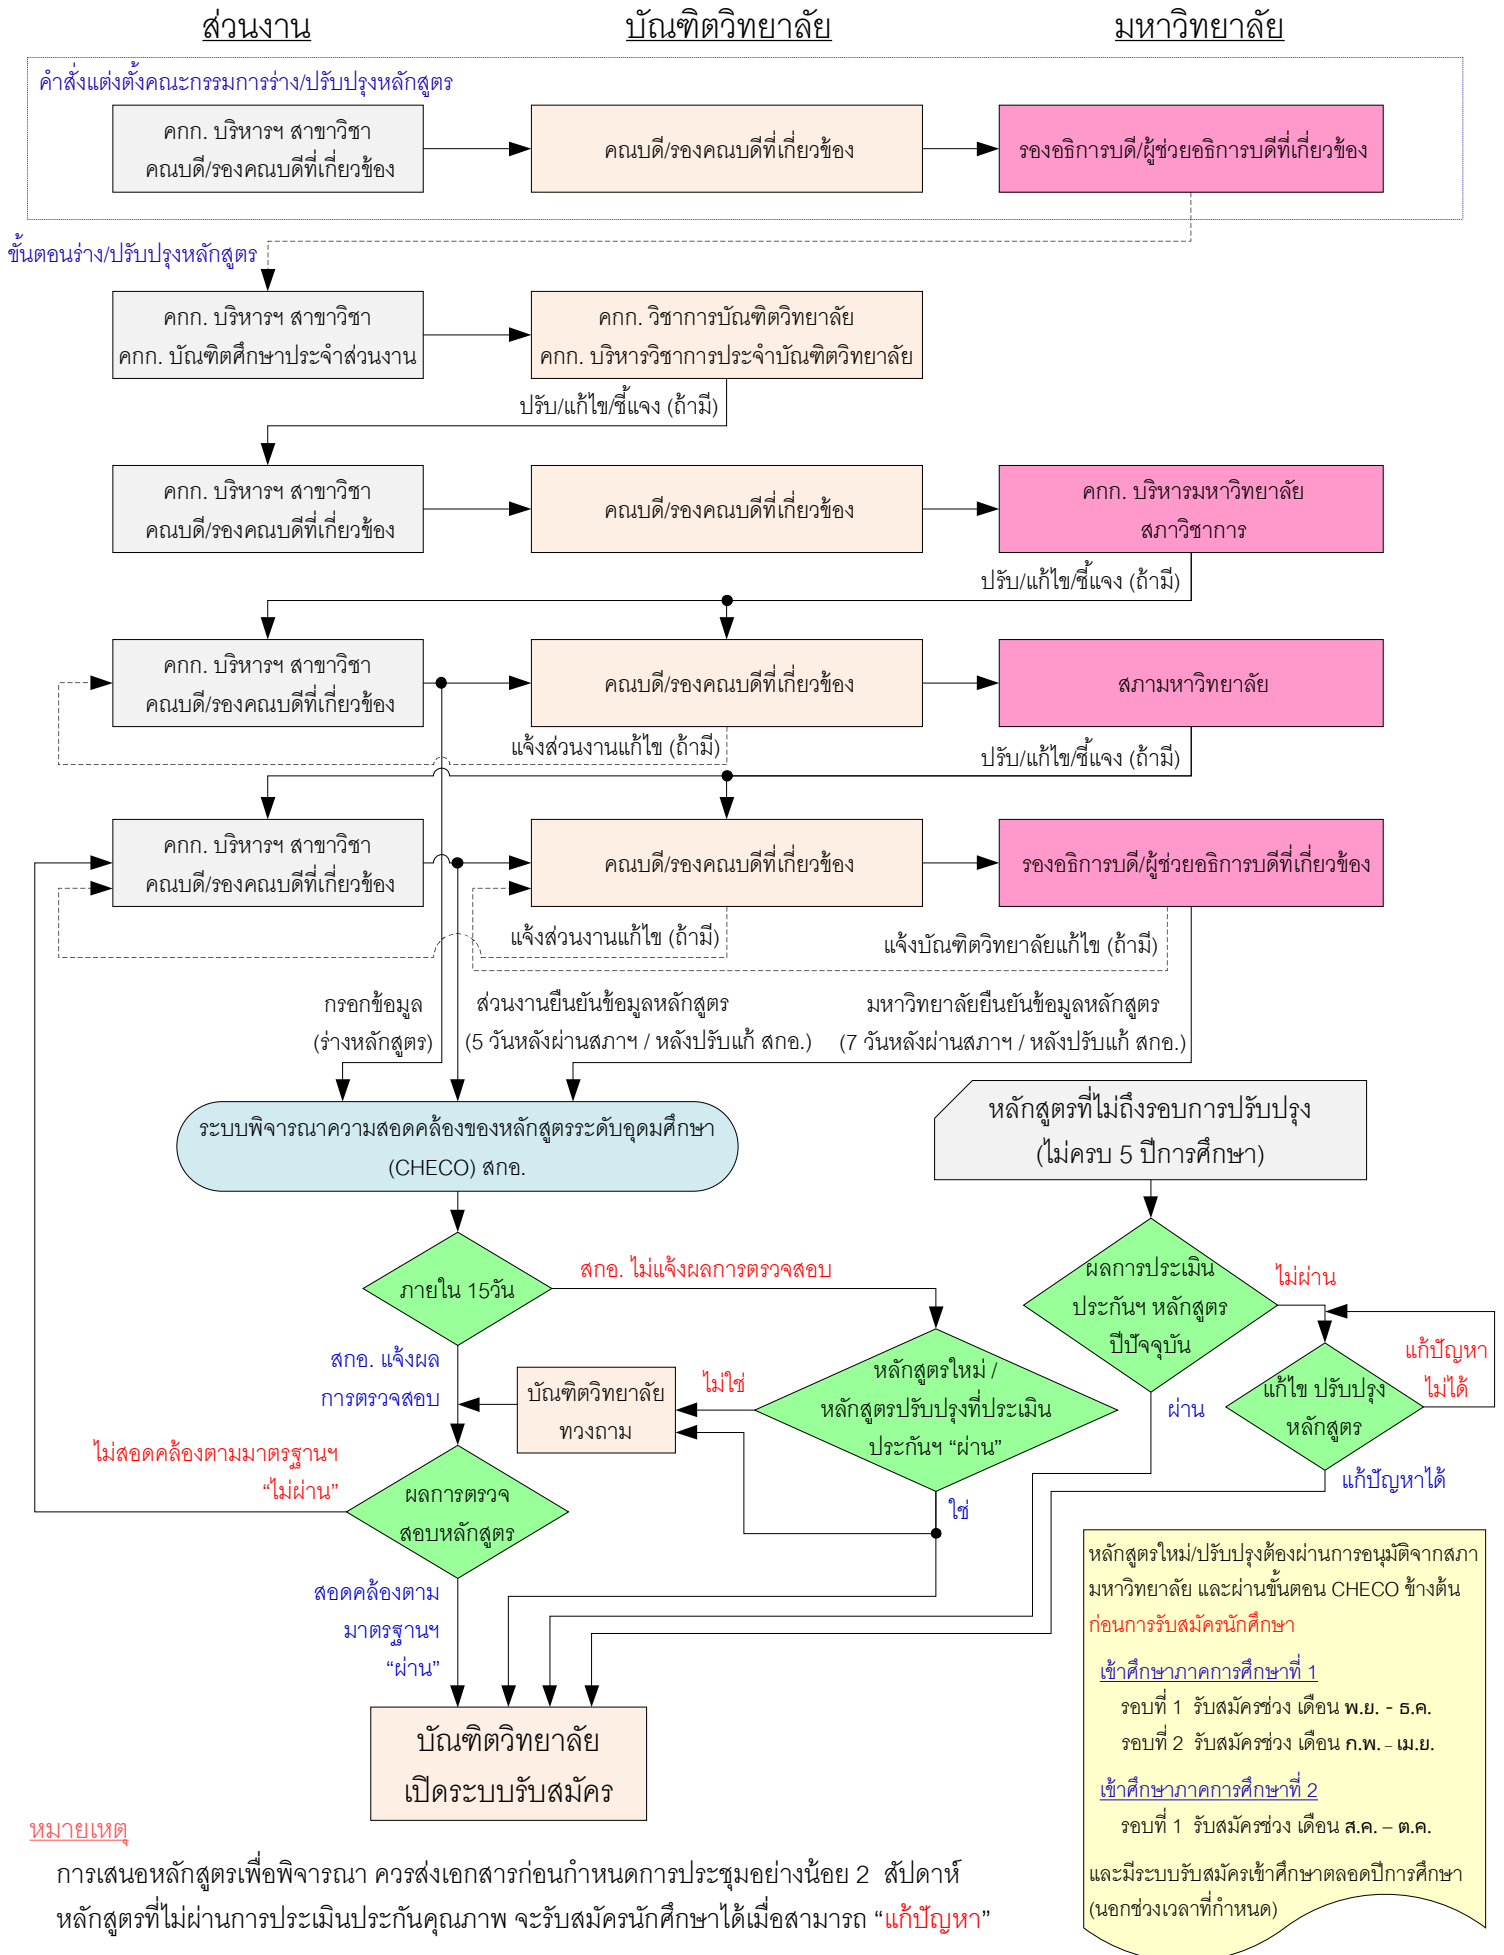 ส่วนงาน
บัณฑิตวิทยาลัย
มหาวิทยาลัย
คำสั่งแต่งตั้งคณะกรรมการร่าง/ปรับปรุงหลักสูตร
คกก. บริหารฯ สาขาวิชา
คณบดี/รองคณบดีที่เกี่ยวข้อง
คณบดี/รองคณบดีที่เกี่ยวข้อง
รองอธิการบดี/ผู้ช่วยอธิการบดีที่เกี่ยวข้อง
ขั้นตอนร่าง/ปรับปรุงหลักสูตร
คกก. บริหารฯ สาขาวิชา
คกก. บัณฑิตศึกษาประจำส่วนงาน
คกก. วิชาการบัณฑิตวิทยาลัย
คกก. บริหารวิชาการประจำบัณฑิตวิทยาลัย
ปรับ/แก้ไข/ชี้แจง (ถ้ามี)
คกก. บริหารฯ สาขาวิชา
คณบดี/รองคณบดีที่เกี่ยวข้อง
คณบดี/รองคณบดีที่เกี่ยวข้อง
คกก. บริหารมหาวิทยาลัย
สภาวิชาการ
ปรับ/แก้ไข/ชี้แจง (ถ้ามี)
คกก. บริหารฯ สาขาวิชา
คณบดี/รองคณบดีที่เกี่ยวข้อง
คณบดี/รองคณบดีที่เกี่ยวข้อง
สภามหาวิทยาลัย
แจ้งส่วนงานแก้ไข (ถ้ามี)
ปรับ/แก้ไข/ชี้แจง (ถ้ามี)
คกก. บริหารฯ สาขาวิชา
คณบดี/รองคณบดีที่เกี่ยวข้อง
คณบดี/รองคณบดีที่เกี่ยวข้อง
รองอธิการบดี/ผู้ช่วยอธิการบดีที่เกี่ยวข้อง
แจ้งส่วนงานแก้ไข (ถ้ามี)
แจ้งบัณฑิตวิทยาลัยแก้ไข (ถ้ามี)
กรอกข้อมูล
(ร่างหลักสูตร)
ส่วนงานยืนยันข้อมูลหลักสูตร
(5 วันหลังผ่านสภาฯ / หลังปรับแก้ สกอ.)
มหาวิทยาลัยยืนยันข้อมูลหลักสูตร
(7 วันหลังผ่านสภาฯ / หลังปรับแก้ สกอ.)
ระบบพิจารณาความสอดคล้องของหลักสูตรระดับอุดมศึกษา
(CHECO) สกอ.
หลักสูตรที่ไม่ถึงรอบการปรับปรุง
(ไม่ครบ 5 ปีการศึกษา)
ภายใน 15วัน
สกอ. ไม่แจ้งผลการตรวจสอบ
ผลการประเมิน
ประกันฯ หลักสูตร
ปีปัจจุบัน
ไม่ผ่าน
สกอ. แจ้งผล
การตรวจสอบ
บัณฑิตวิทยาลัย
ทวงถาม
ไม่ใช่
หลักสูตรใหม่ /
หลักสูตรปรับปรุงที่ประเมิน
ประกันฯ “ผ่าน”
ผ่าน
แก้ไข ปรับปรุง
หลักสูตร
แก้ปัญหา
ไม่ได้
ไม่สอดคล้องตามมาตรฐานฯ
“ไม่ผ่าน”
ผลการตรวจ
สอบหลักสูตร
ใช่
แก้ปัญหาได้
สอดคล้องตาม
มาตรฐานฯ
“ผ่าน”
บัณฑิตวิทยาลัย
เปิดระบบรับสมัคร
หลักสูตรใหม่/ปรับปรุงต้องผ่านการอนุมัติจากสภา
มหาวิทยาลัย และผ่านขั้นตอน CHECO ข้างต้น
ก่อนการรับสมัครนักศึกษา
เข้าศึกษาภาคการศึกษาที่ 1
รอบที่ 1 รับสมัครช่วง เดือน พ.ย. - ธ.ค.
รอบที่ 2 รับสมัครช่วง เดือน ก.พ. – เม.ย.
เข้าศึกษาภาคการศึกษาที่ 2
รอบที่ 1 รับสมัครช่วง เดือน ส.ค. – ต.ค.
และมีระบบรับสมัครเข้าศึกษาตลอดปีการศึกษา
(นอกช่วงเวลาที่กำหนด)
หมายเหตุ
การเสนอหลักสูตรเพื่อพิจารณา ควรส่งเอกสารก่อนกำหนดการประชุมอย่างน้อย 2 สัปดาห์
หลักสูตรที่ไม่ผ่านการประเมินประกันคุณภาพ จะรับสมัครนักศึกษาได้เมื่อสามารถ “แก้ปัญหา”